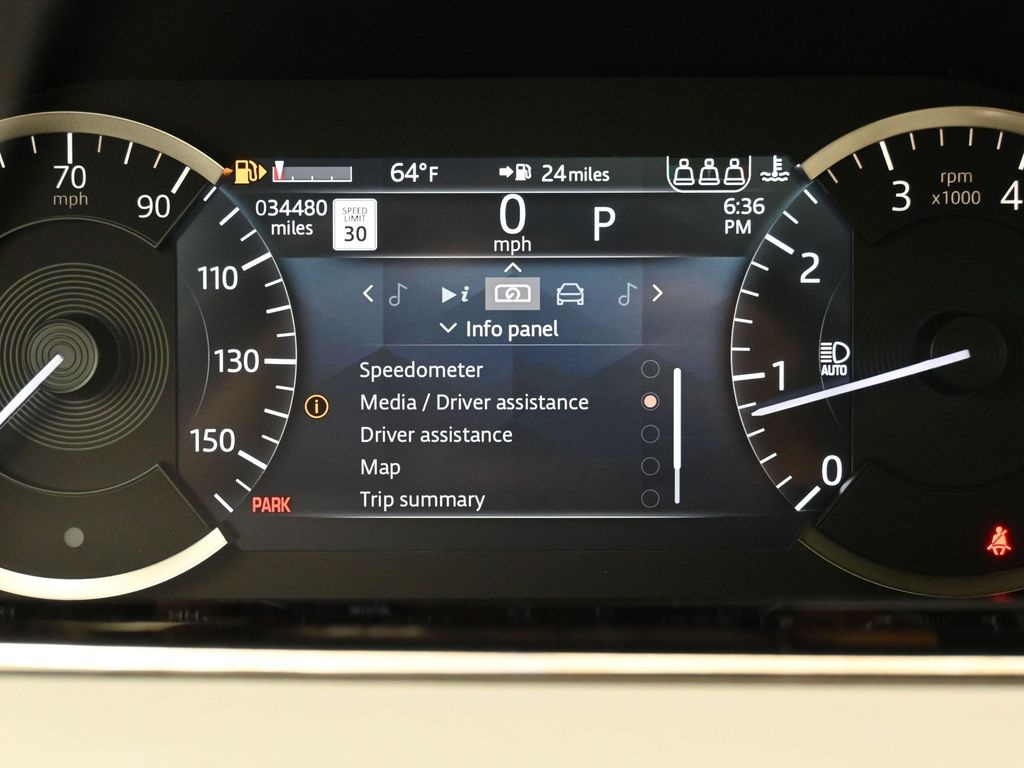 70
mph
90
110
130
150
64°F
24 miles
034480
miles
SPEED
LIMIT
30
0
mph
P
6:36
PM
i
Info panel
Speedometer
Media / Driver assistance
Driver assistance
Map
Trip summary
i
PARK
rpm
x1000
4
3
2
1
0
AUTO